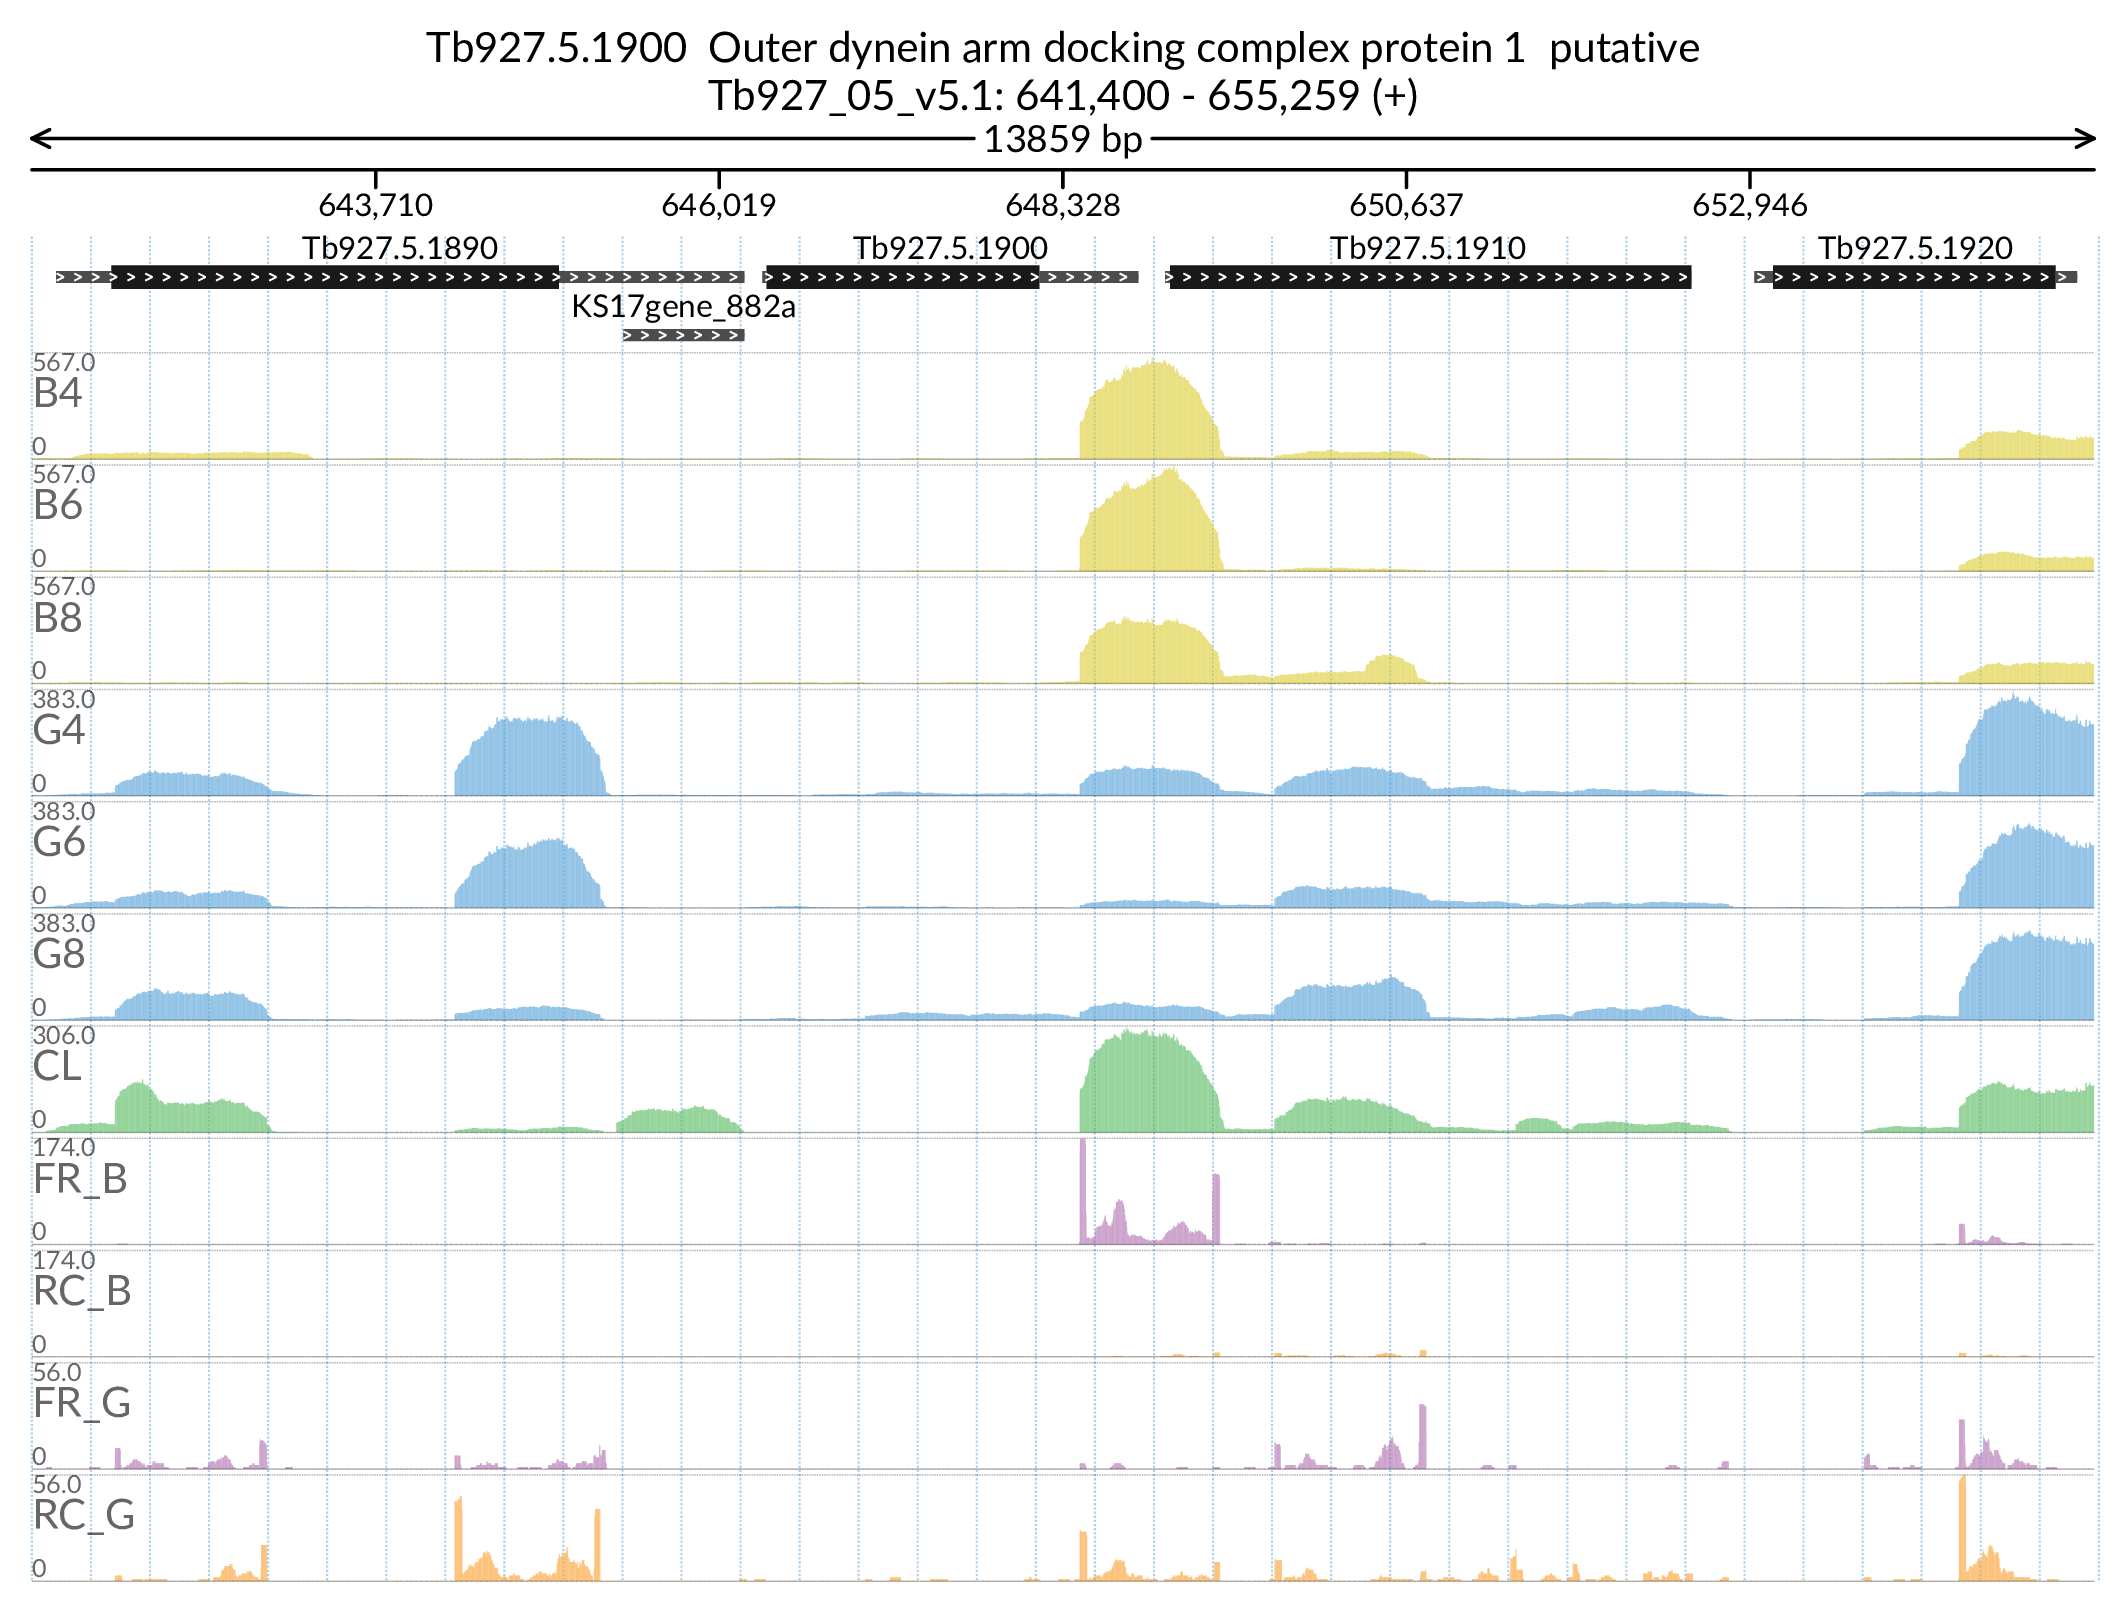 Tb927.5.1900  Outer dynein arm docking complex protein 1  putative
Tb927_05_v5.1: 641,400 - 655,259 (+)
13859 bp
643,710 646,019 648,328 650,637 652,946
Tb927.5.1890 Tb927.5.1900 Tb927.5.1910 Tb927.5.1920
KS17gene_882a
567.0
B4
0
567.0
B6
0
567.0
B8
0
383.0
G4
0
383.0
G6
0
383.0
G8
0
306.0
CL
0
174.0
FR_B
0
174.0
RC_B
0
56.0
FR_G
0
56.0
RC_G
0